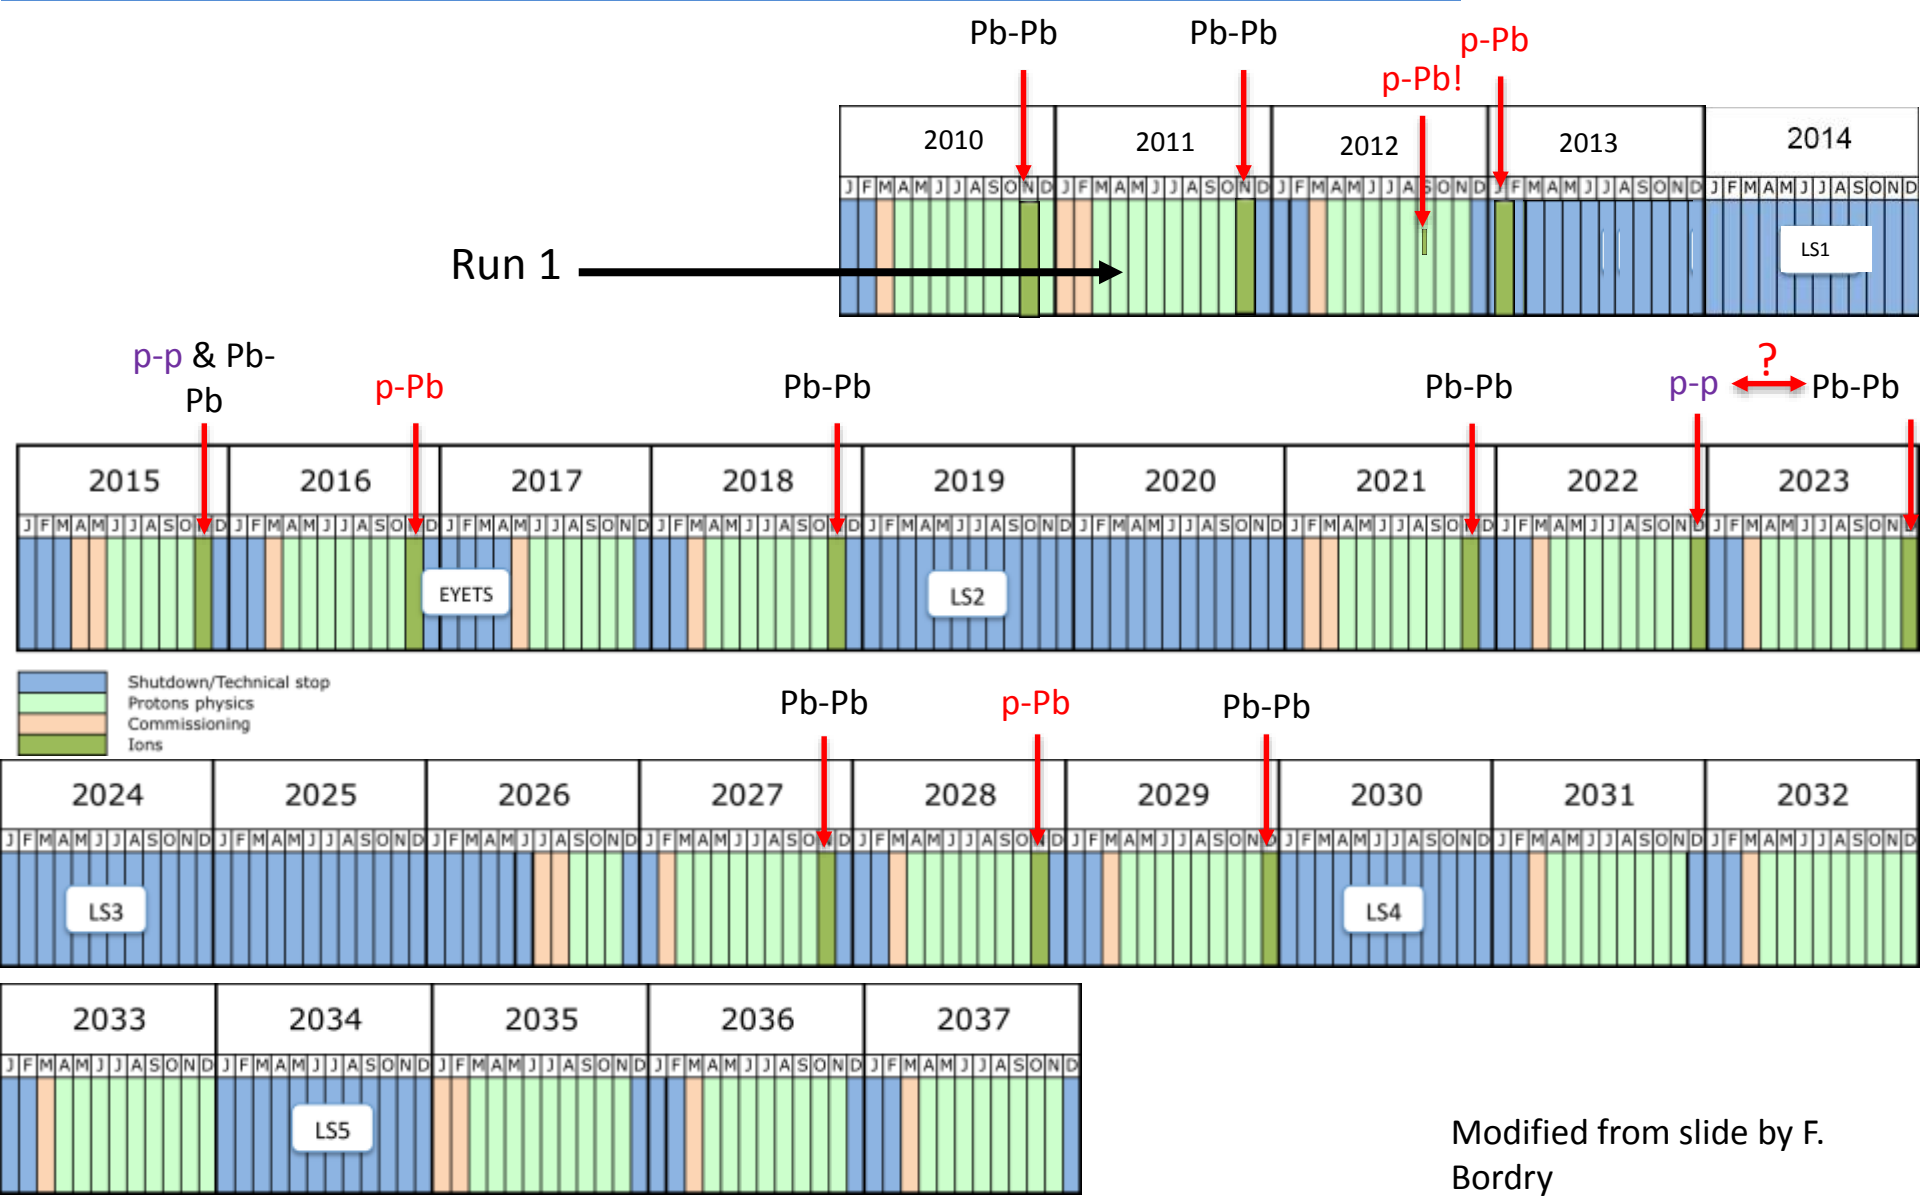 Pb-Pb Pb-Pb p-Pb
p-Pb!
2010 2011 2012 2013 2014
J F M A M J J A S O N D J F M A M J J A S O N D J F M A M J J A S O N D J F M A M J J A S O N D J F M A M J J A S O N D
LS1
Run 1
p-p & Pb-
Pb
p-Pb Pb-Pb Pb-Pb p-p ? Pb-Pb
2015 2016 2017 2018 2019 2020 2021 2022 2023
J F M A M J J A S O D J F M A M J J A S O D J F M A M J J A S O N D J F M A M J J A S O D J F M A M J J A S O N D J F M A M J J A S O N D J F M A M J J A S O D J F M A M J J A S O N D J F M A M J J A S O N
EYETS LS2
Shutdown/Technical stop
Protons physics
Commissioning
Ions
Pb-Pb p-Pb Pb-Pb
2024 2025 2026 2027 2028 2029 2030 2031 2032
J F M A M J J A S O N D J F M A M J J A S O N D J F M A M J J A S O N D J F M A M J J A S O N D J F M A M J J A S O N D J F M A M J J A S O N D J F M A M J J A S O N D J F M A M J J A S O N D J F M A M J J A S O N D
LS3 LS4
2033 2034 2035 2036 2037
J F M A M J J A S O N D J F M A M J J A S O N D J F M A M J J A S O N D J F M A M J J A S O N D J F M A M J J A S O N D
LS5
Modified from slide by F.
Bordry